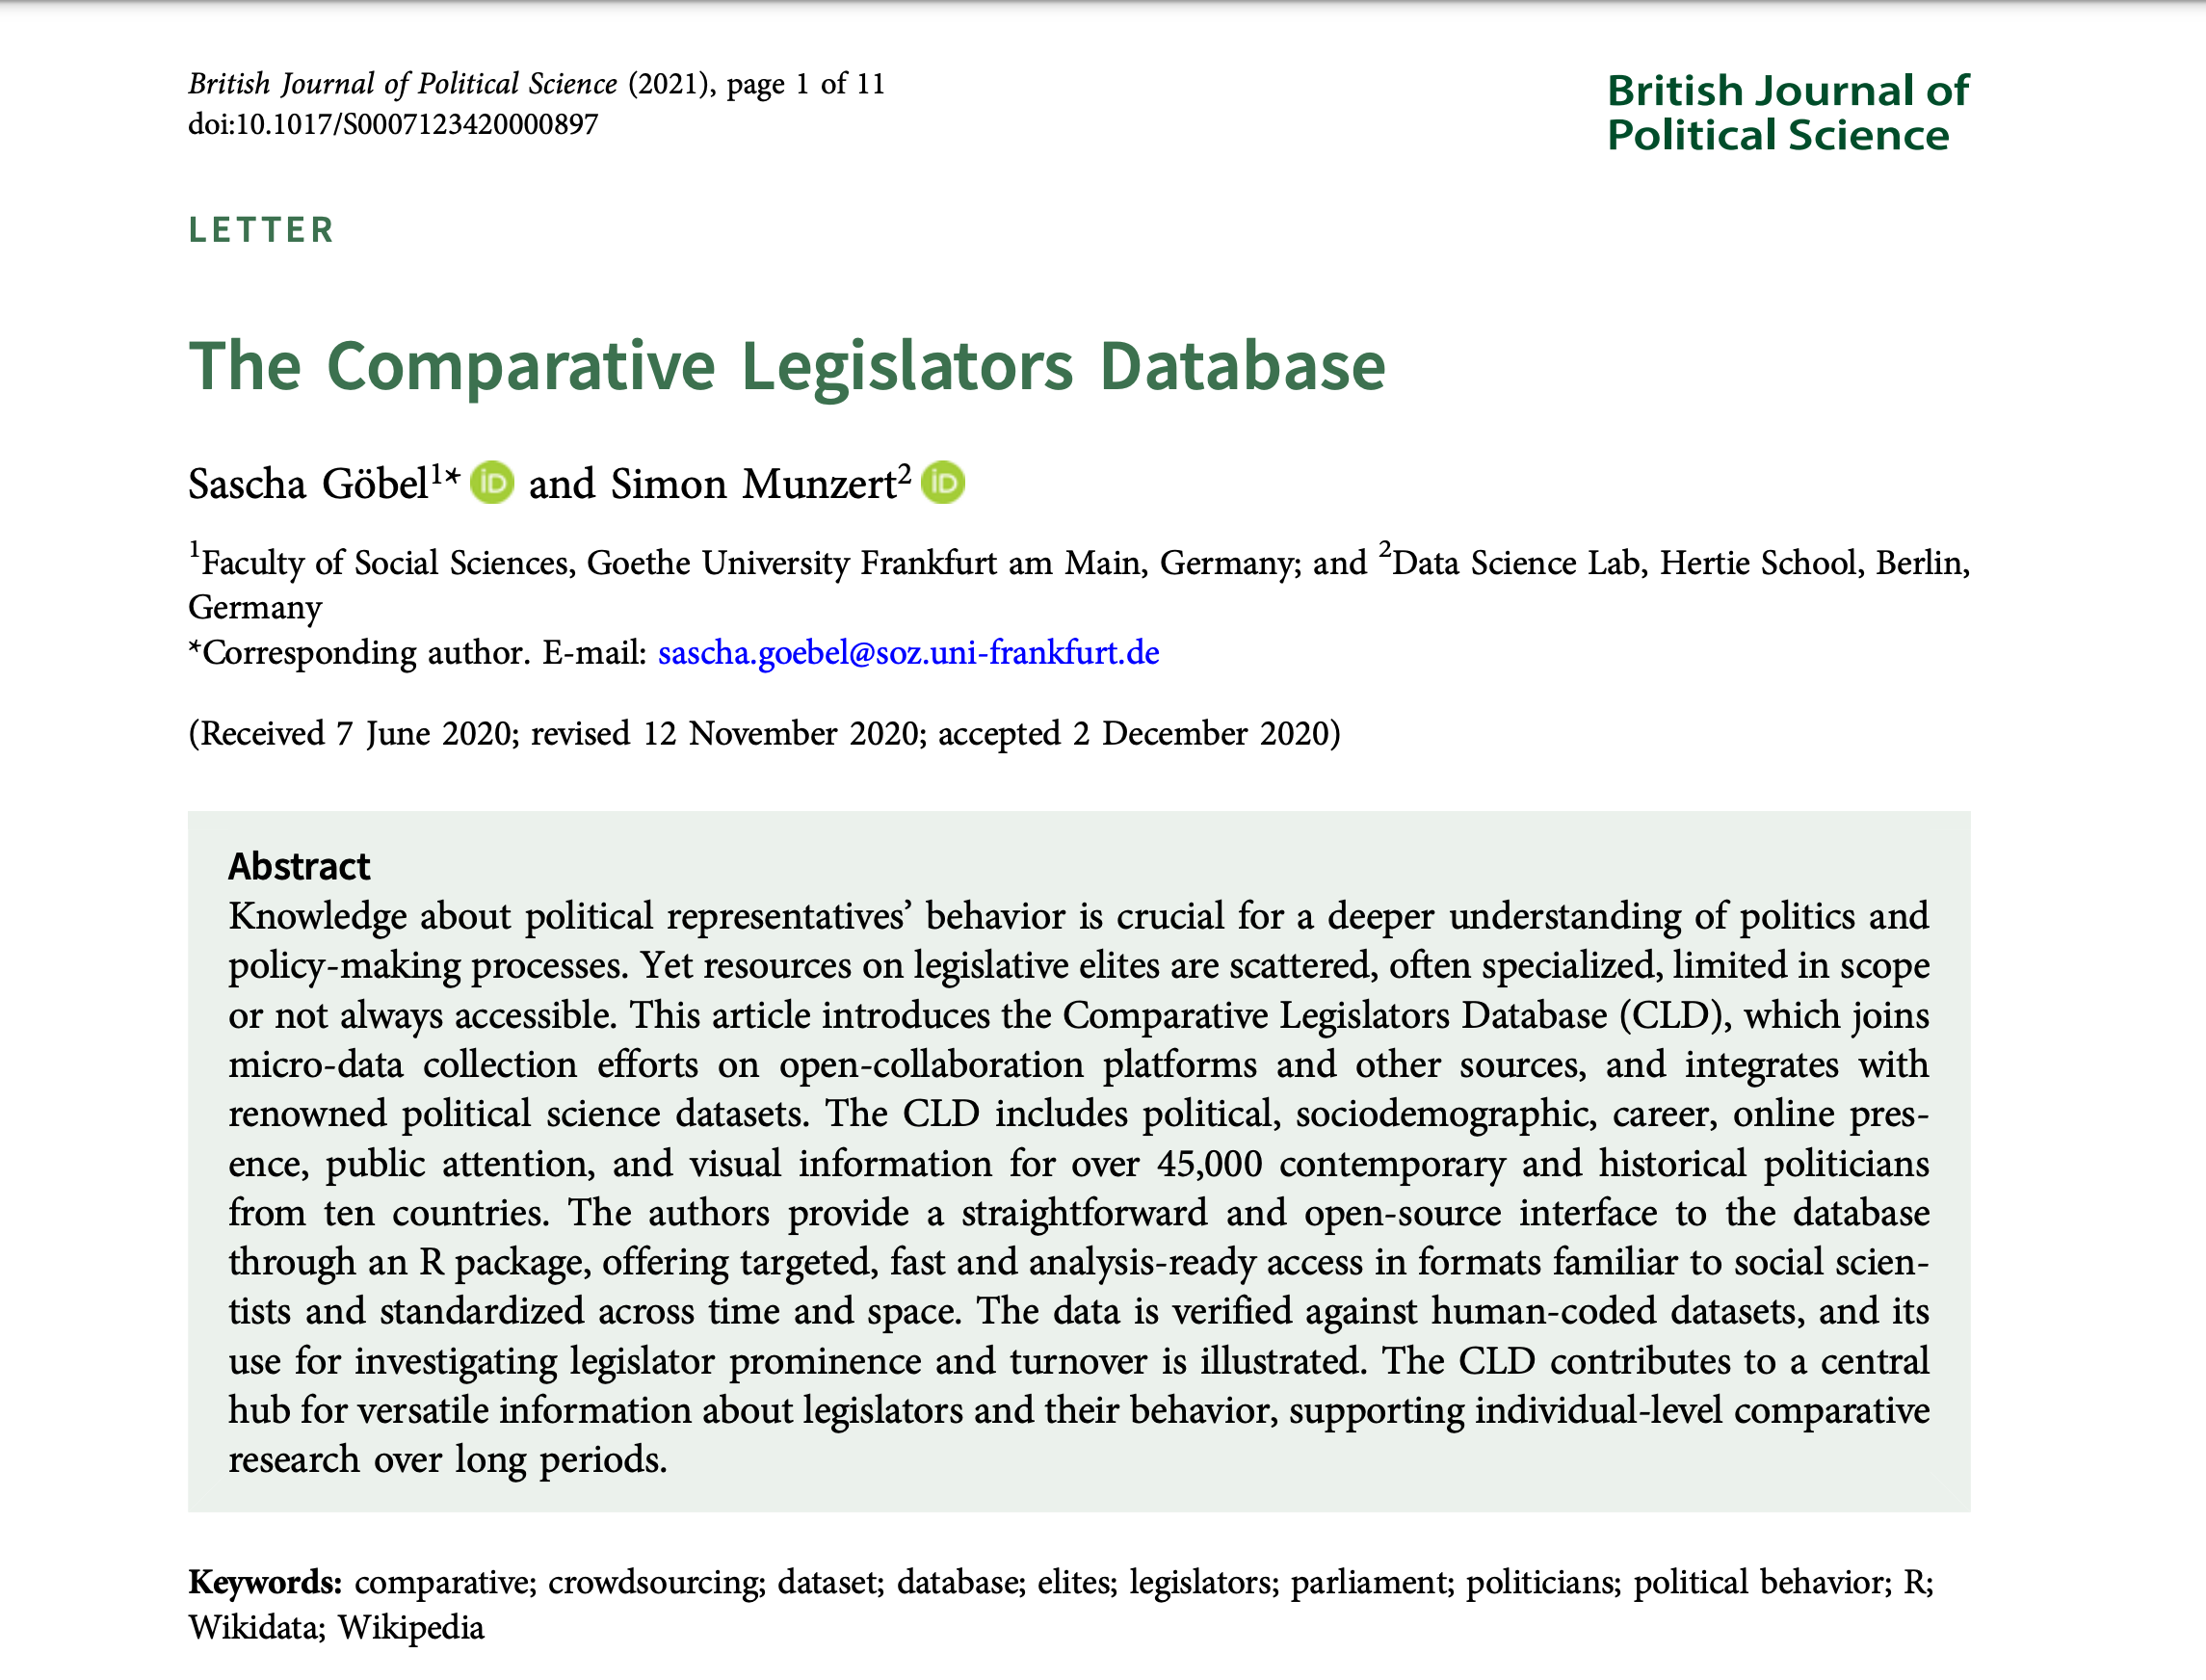 British Journal of Political Science (2021), page 1 of 11
doi:10.1017/S0007123420000897
British Journal of
Political Science
LETTER
The Comparative Legislators Database
Sascha Göbel1* iD and Simon Munzert2 iD
1Faculty of Social Sciences, Goethe University Frankfurt am Main, Germany; and 2Data Science Lab, Hertie School, Berlin,
Germany
*Corresponding author. E-mail: sascha.goebel@soz.uni-frankfurt.de
(Received 7 June 2020; revised 12 November 2020; accepted 2 December 2020)
Abstract
Knowledge about political representatives’ behavior is crucial for a deeper understanding of politics and
policy-making processes. Yet resources on legislative elites are scattered, often specialized, limited in scope
or not always accessible. This article introduces the Comparative Legislators Database (CLD), which joins
micro-data collection efforts on open-collaboration platforms and other sources, and integrates with
renowned political science datasets. The CLD includes political, sociodemographic, career, online pres-
ence, public attention, and visual information for over 45,000 contemporary and historical politicians
from ten countries. The authors provide a straightforward and open-source interface to the database
through an R package, offering targeted, fast and analysis-ready access in formats familiar to social scien-
tists and standardized across time and space. The data is verified against human-coded datasets, and its
use for investigating legislator prominence and turnover is illustrated. The CLD contributes to a central
hub for versatile information about legislators and their behavior, supporting individual-level comparative
research over long periods.
Keywords: comparative; crowdsourcing; dataset; database; elites; legislators; parliament; politicians; political behavior; R;
Wikidata; Wikipedia